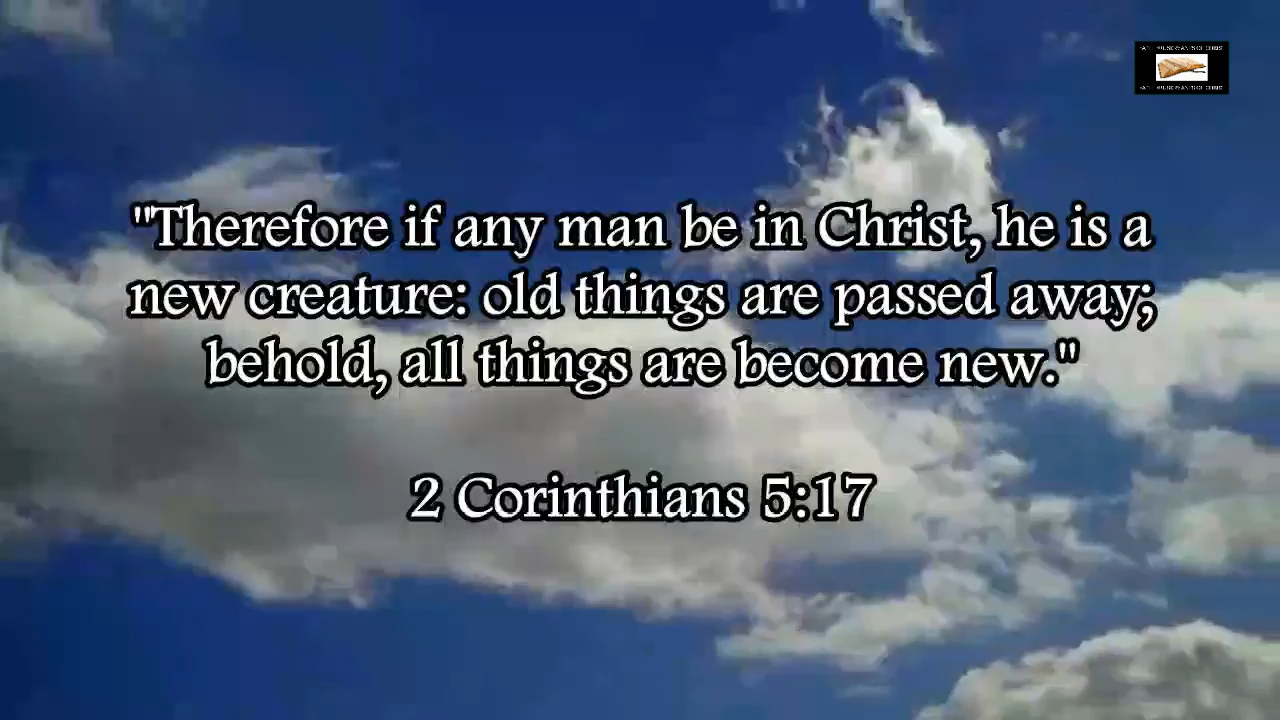 "Therefore if any man be in Christ, he is a
new creature: old things are passed away;
behold, all things are become new."
2 Corinthians 5:17